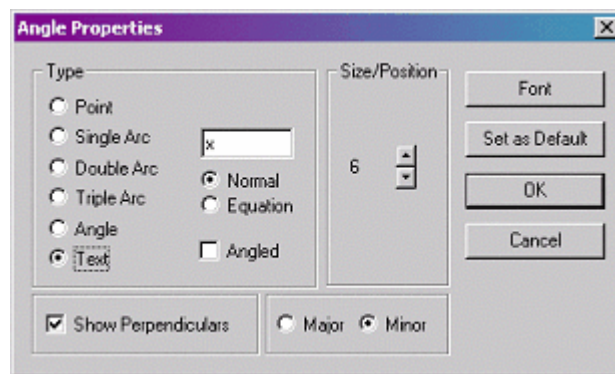 Angle Properties
Type
Point
Single Arc
Double Arc
Triple Arc
Angle
Text
x
Normal
Equation
Angled
Size/Position
6
Font
Set as Default
OK
Cancel
Show Perpendiculars
Major Minor